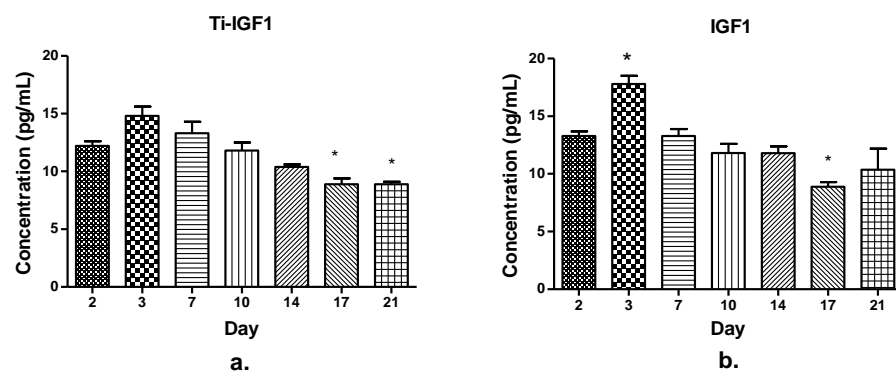 Ti-IGF1
Concentration (pg/mL)
20
15
10
5
0
*
*
2 3 7 10 14 17 21
Day
a.
IGF1
Concentration (pg/mL)
20
15
10
5
0
*
*
2 3 7 10 14 17 21
Day
b.